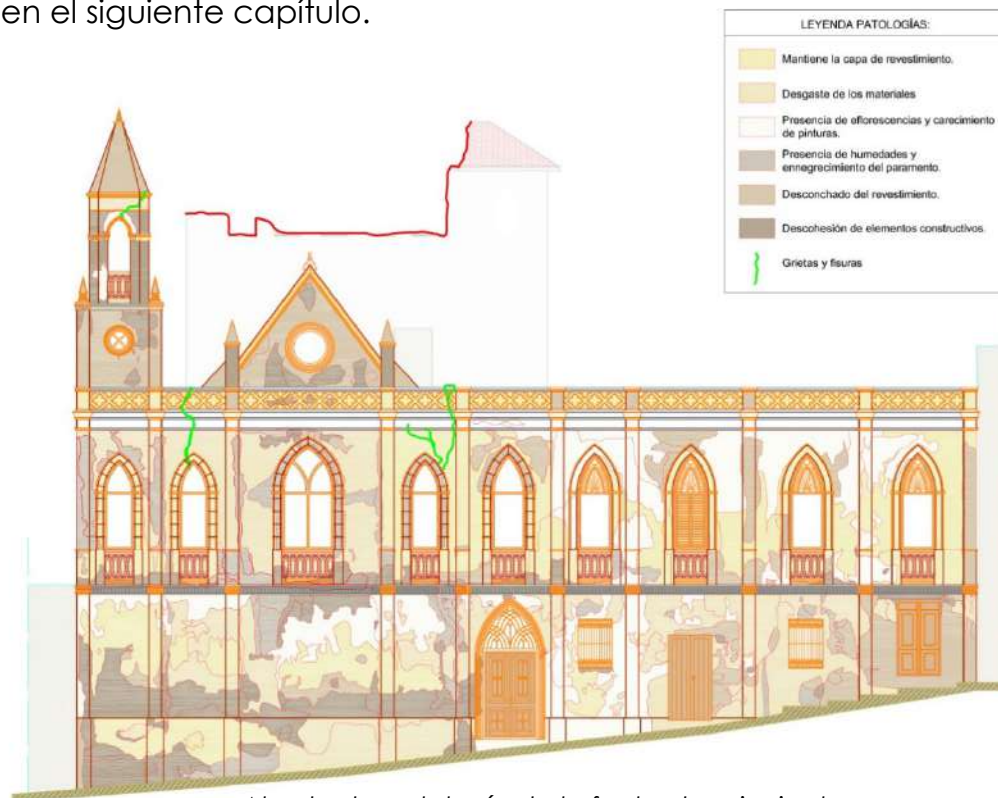 en el siguiente capítulo.
LEYENDA PATOLOGÍAS:
Mantiene la capa de revestimiento.
Desgaste de los materiales
Presencia de eflorescencias y carecimiento
de pinturas.
Presencia de humedades y
ennegrecimiento del paramento.
Desconchado del revestimiento.
Descohesión de elementos constructivos.
Grietas y fisuras